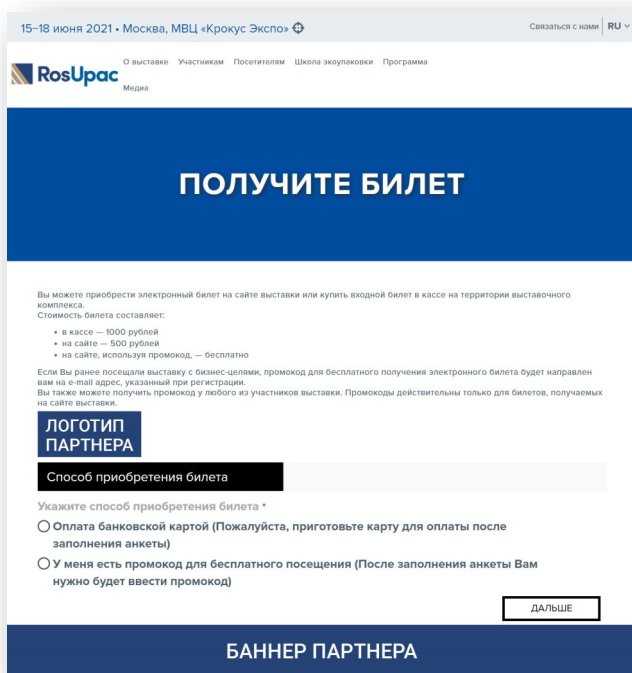 15–18 июня 2021 • Москва, МВЦ «Крокус Экспо»
Связаться с нами
RU
RosUpac
О выставке Участникам Посетителям Школа экоупаковки Программа
Медиа
ПОЛУЧИТЕ БИЛЕТ
Вы можете приобрести электронный билет на сайте выставки или купить входной билет в кассе на территории выставочного
комплекса.
Стоимость билета составляет:
• в кассе — 1000 рублей
• на сайте — 500 рублей
• на сайте, используя промокод, — бесплатно
Если Вы ранее посещали выставку с бизнес-целями, промокод для бесплатного получения электронного билета будет направлен
вам на e-mail адрес, указанный при регистрации.
Вы также можете получить промокод у любого из участников выставки. Промокоды действительны только для билетов, получаемых
на сайте выставки.
ЛОГОТИП
ПАРТНЕРА
Способ приобретения билета
Укажите способ приобретения билета *
Оплата банковской картой (Пожалуйста, приготовьте карту для оплаты после
заполнения анкеты)
У меня есть промокод для бесплатного посещения (После заполнения анкеты Вам
нужно будет ввести промокод)
ДАЛЬШЕ
БАННЕР ПАРТНЕРА